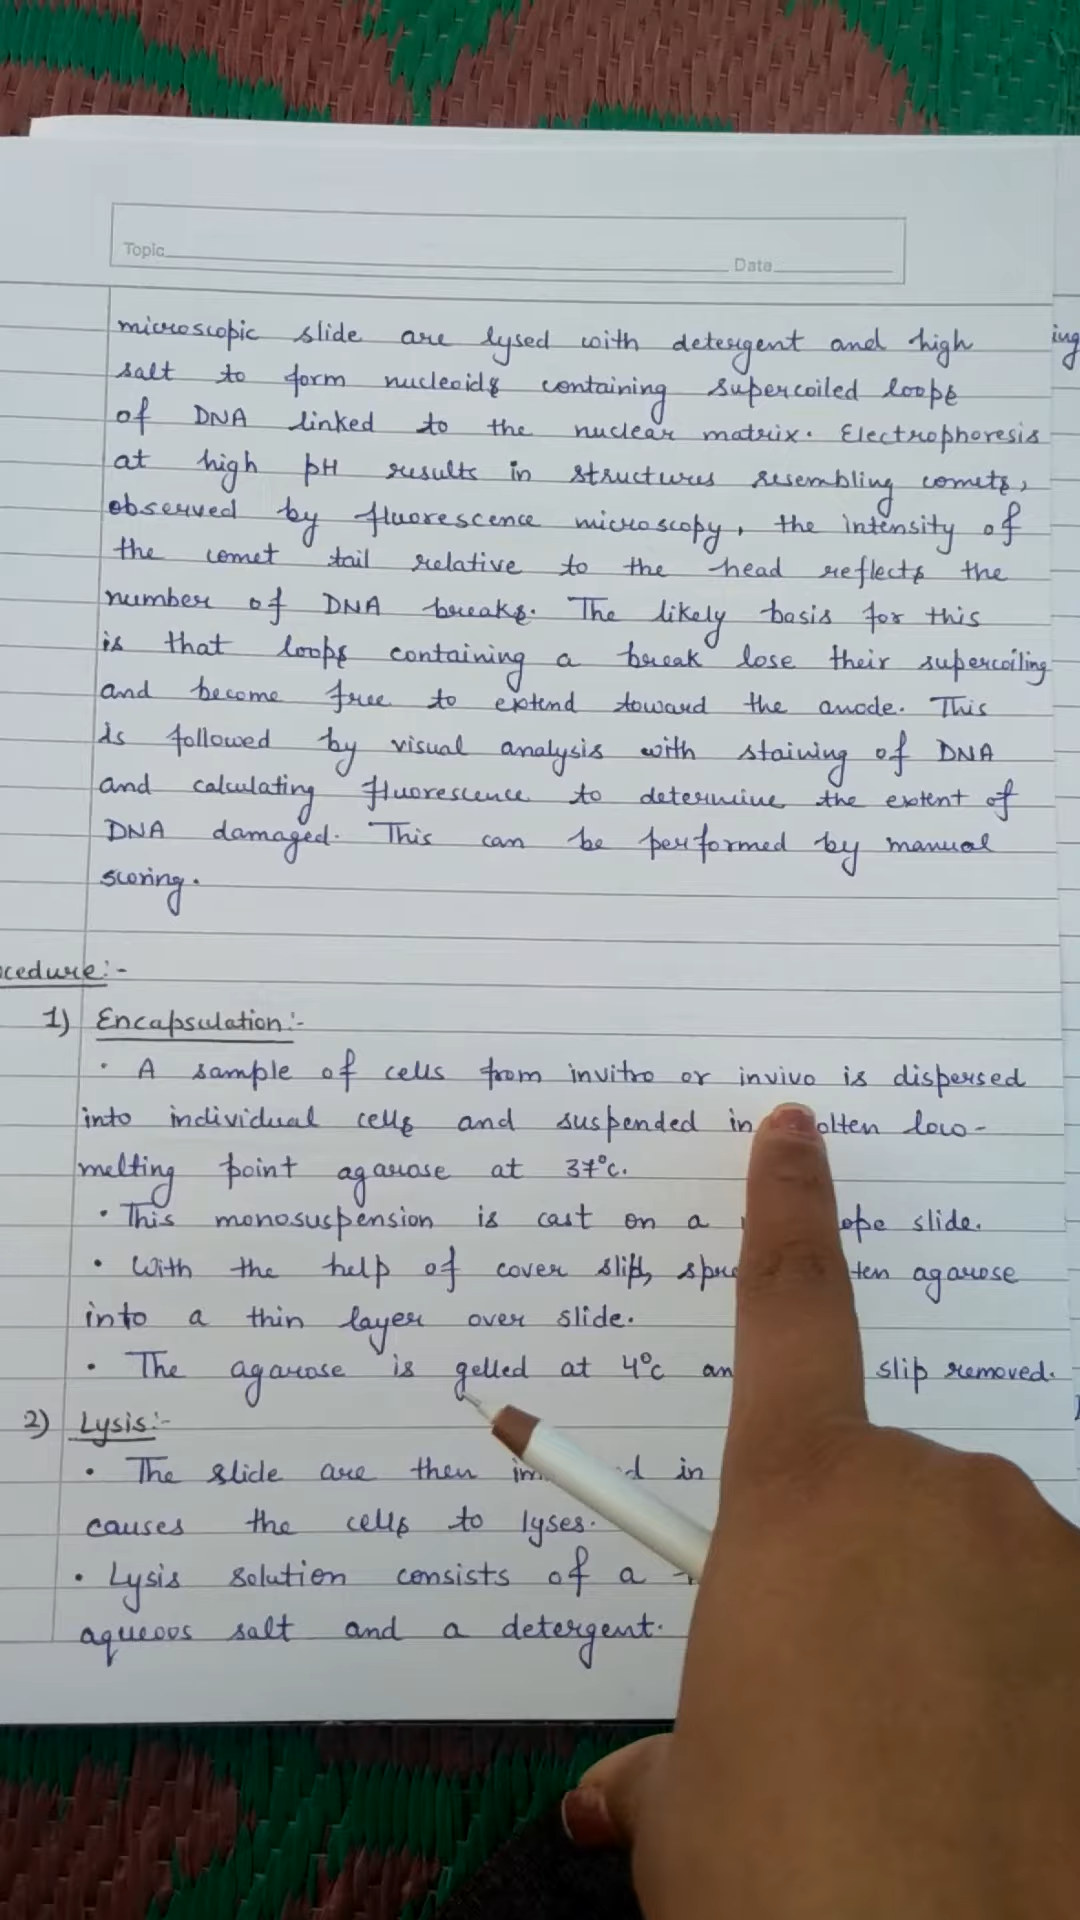 Topic
Date
microscopic slide are lysed with detergent and high
ing
salt to form nucleoids containing supercoiled loops
of DNA linked to the nuclear matrix. Electrophoresis
at high pH results in structures resembling comets,
observed by fluorescence microscopy, the intensity of
the comet tail relative to the head reflects the
number of DNA breaks. The likely basis for this
is that loops containing a break lose their supercoiling
and become free to extend toward the anode. This
is followed by visual analysis with staining of DNA
and calculating fluorescence to determine the extent of
DNA damaged. This can be performed by manual
scoring.
cedure:-
1) Encapsulation:-
• A sample of cells from invitro or invivo is dispersed
into individual cells and suspended in olten low-
melting point agarose at 37°c.
• This monosuspension is cast on a ope slide.
• With the help of cover slip, spre ten agarose
into a thin layer over slide.
• The agarose is gelled at 4°c an slip removed.
2) Lysis:-
• The slide are then im d in
causes the cells to lyses.
• Lysis solution consists of a
aqueous salt and a detergent.